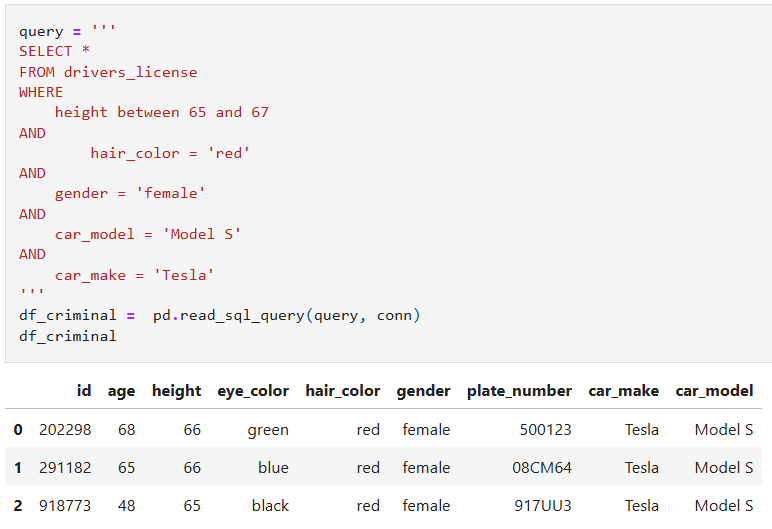 query = '''
SELECT *
FROM drivers_license
WHERE
    height between 65 and 67
AND
        hair_color = 'red'
AND
    gender = 'female'
AND
    car_model = 'Model S'
AND
    car_make = 'Tesla'
'''
df_criminal =  pd.read_sql_query(query, conn)
df_criminal
id age height eye_color hair_color gender plate_number car_make car_model
0 202298 68 66 green red female 500123 Tesla Model S
1 291182 65 66 blue red female 08CM64 Tesla Model S
2 918773 48 65 black red female 917UU3 Tesla Model S